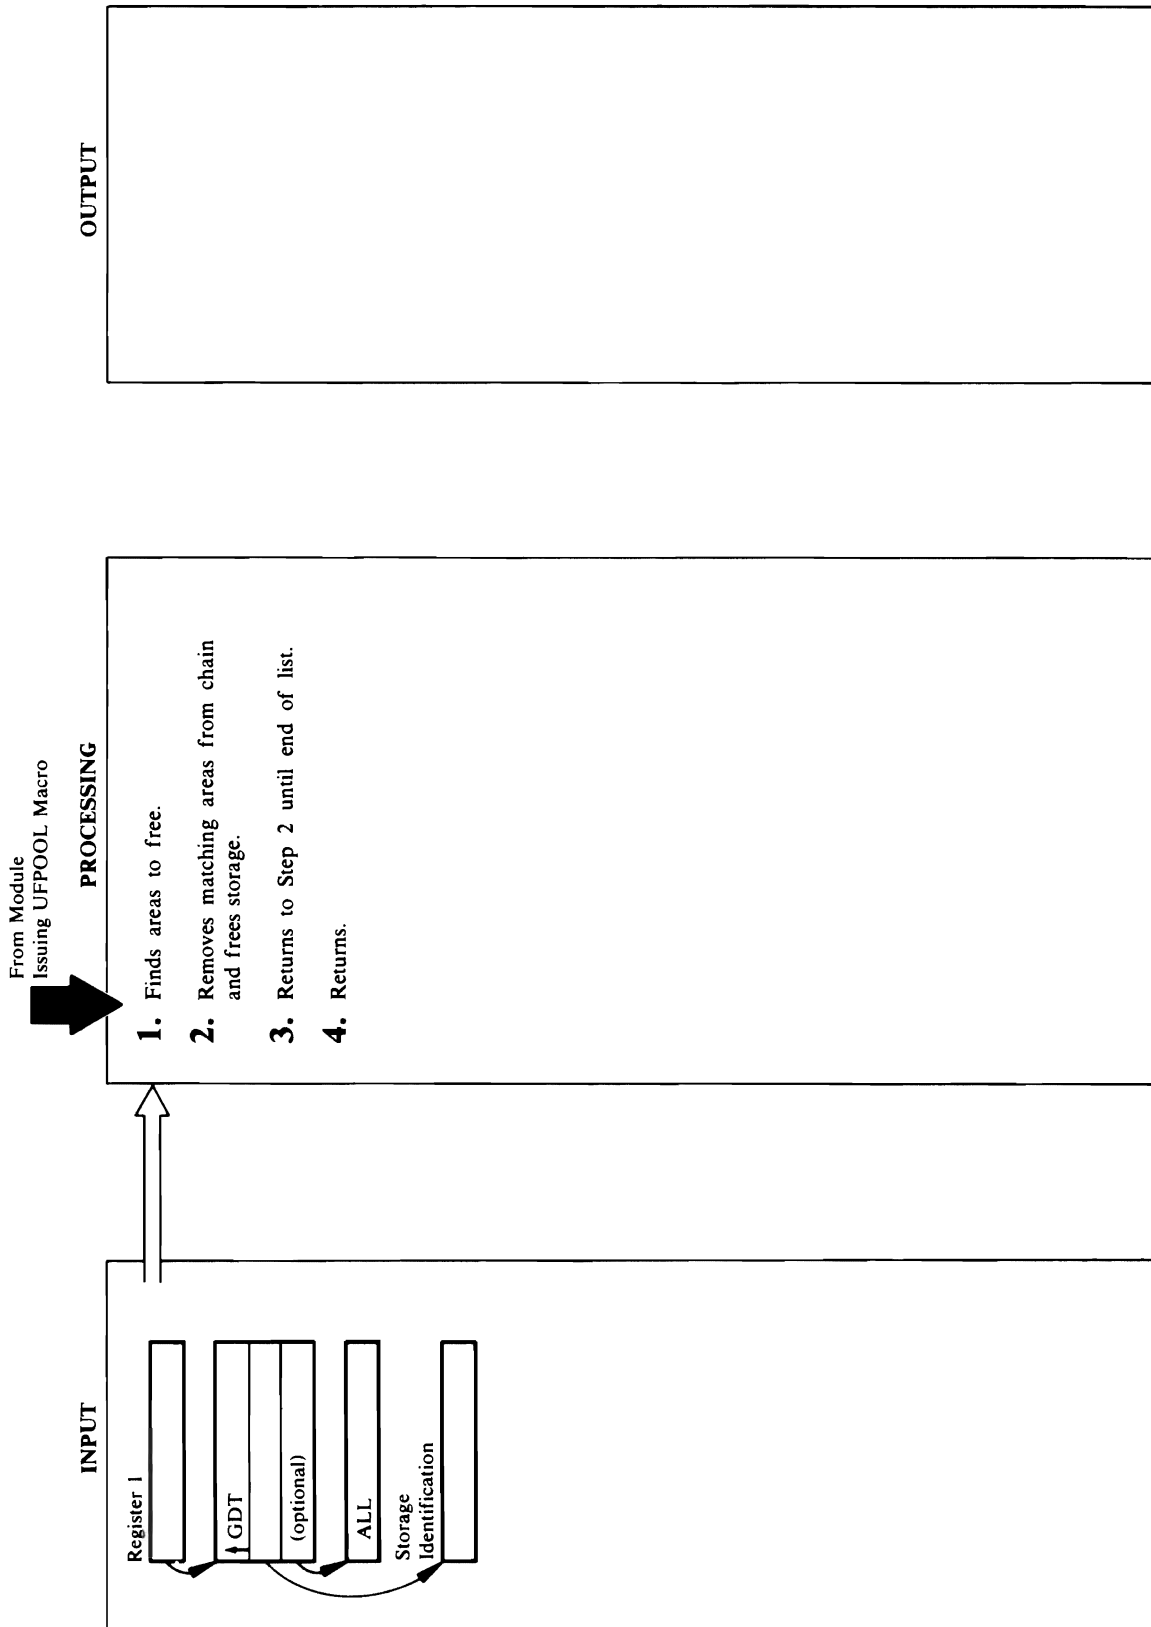 From Module
Issuing UFPOOL Macro
INPUT
PROCESSING
OUTPUT
Register 1
GDT
(optional)
ALL
Storage
Identification
1. Finds areas to free.
2. Removes matching areas from chain
and frees storage.
3. Returns to Step 2 until end of list.
4. Returns.